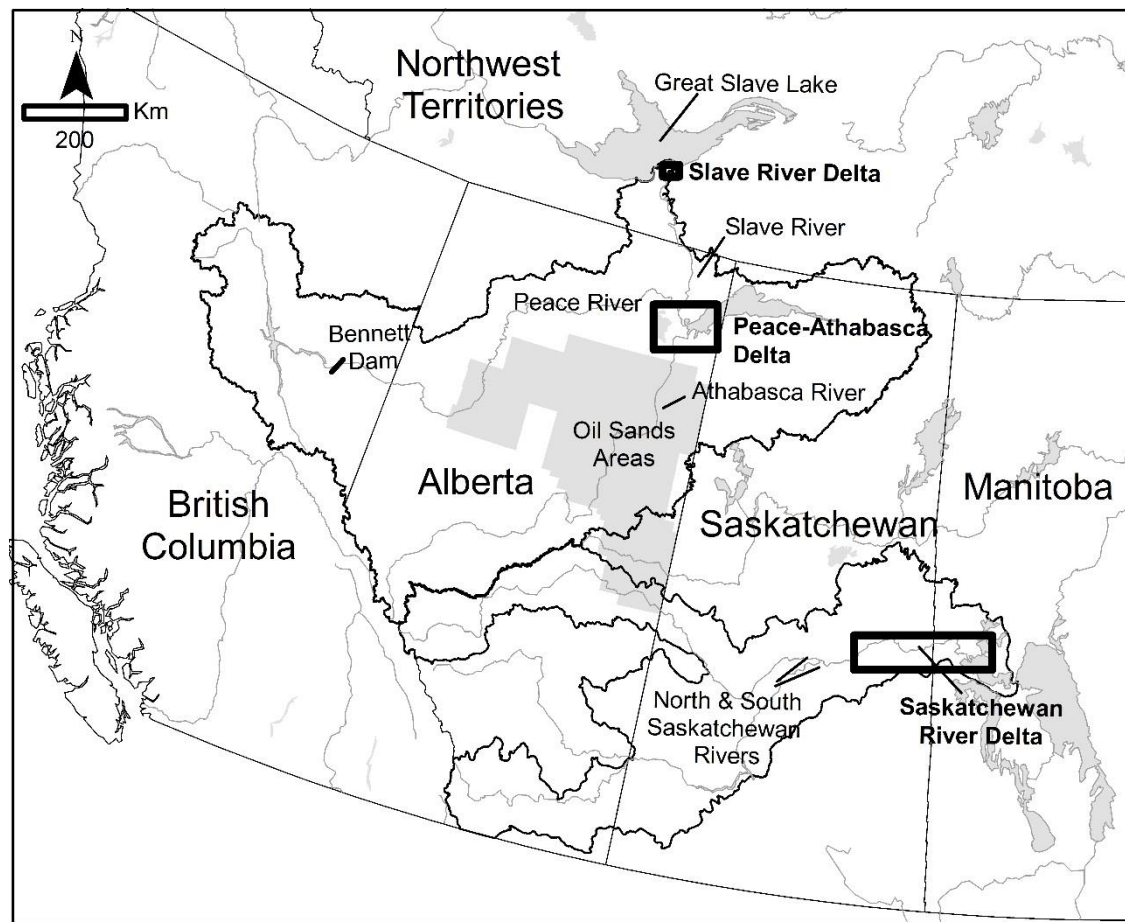 N
Km
200
Northwest
Territories
Great Slave Lake
Slave River Delta
Slave River
Peace River
Peace-Athabasca
Delta
Bennett
Dam
Athabasca River
Oil Sands
Areas
Alberta
British
Columbia
Saskatchewan
Manitoba
North & South
Saskatchewan
Rivers
Saskatchewan
River Delta